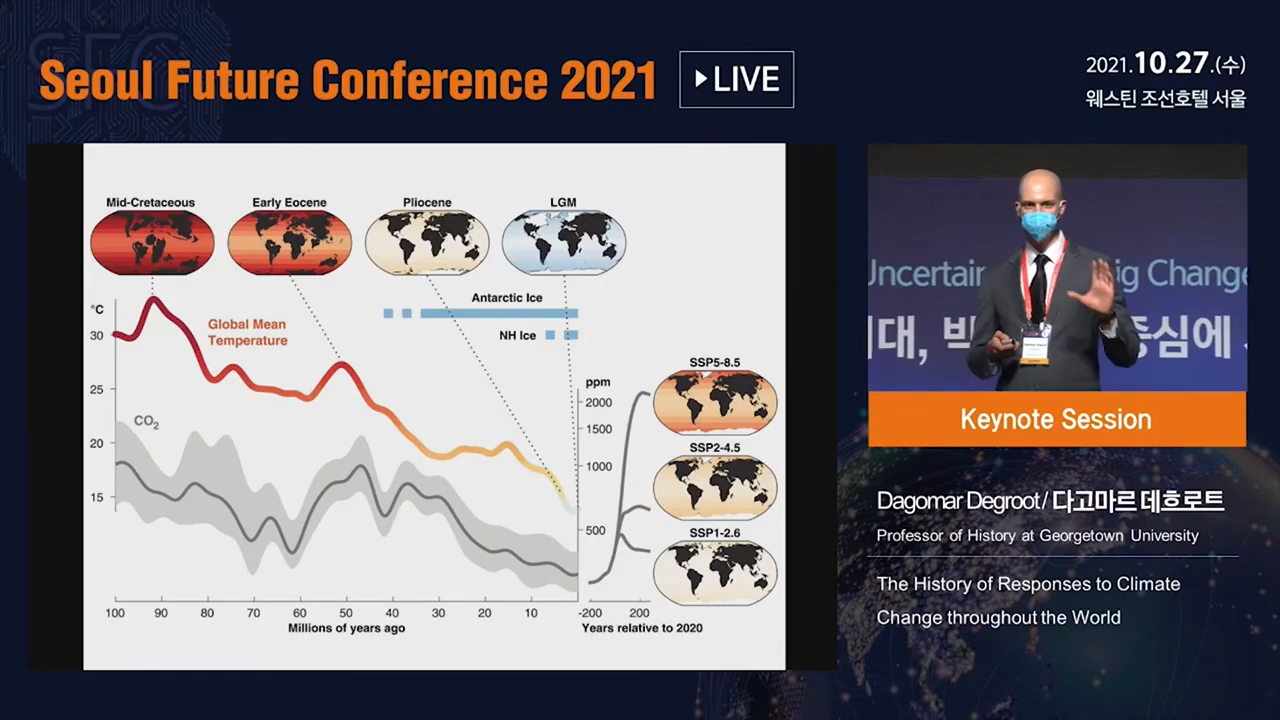 SFC
Seoul Future Conference 2021
▶LIVE
2021.10.27.(수)
웨스틴 조선호텔 서울
Mid-Cretaceous
Early Eocene
Pliocene
LGM
°C
30
25
20
15
Global Mean
Temperature
CO2
Antarctic Ice
NH Ice
ppm
2000
1500
1000
500
SSP5-8.5
SSP2-4.5
SSP1-2.6
100 90 80 70 60 50 40 30 20 10
Millions of years ago
-200 200
Years relative to 2020
Change
중심에
Keynote Session
Dagomar Degroot / 다고마르 데흐로트
Professor of History at Georgetown University
The History of Responses to Climate
Change throughout the World